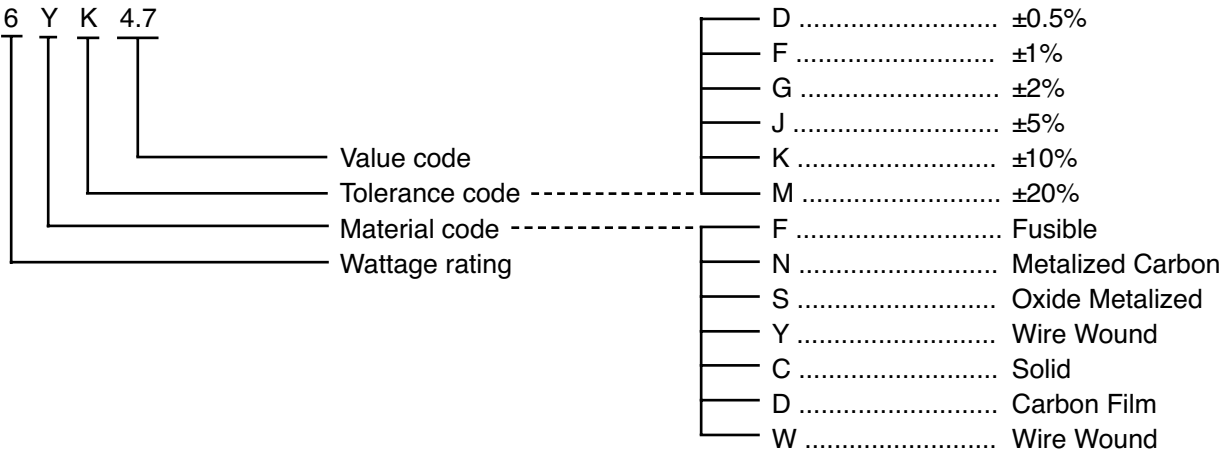 6 Y K 4.7
Value code
Tolerance code
Material code
Wattage rating
D ...................... ±0.5%
F ......................... ±1%
G ......................... ±2%
J .......................... ±5%
K ......................... ±10%
M ......................... ±20%
F .......................... Fusible
N ......................... Metalized Carbon
S ......................... Oxide Metalized
Y ......................... Wire Wound
C ......................... Solid
D ......................... Carbon Film
W ........................ Wire Wound